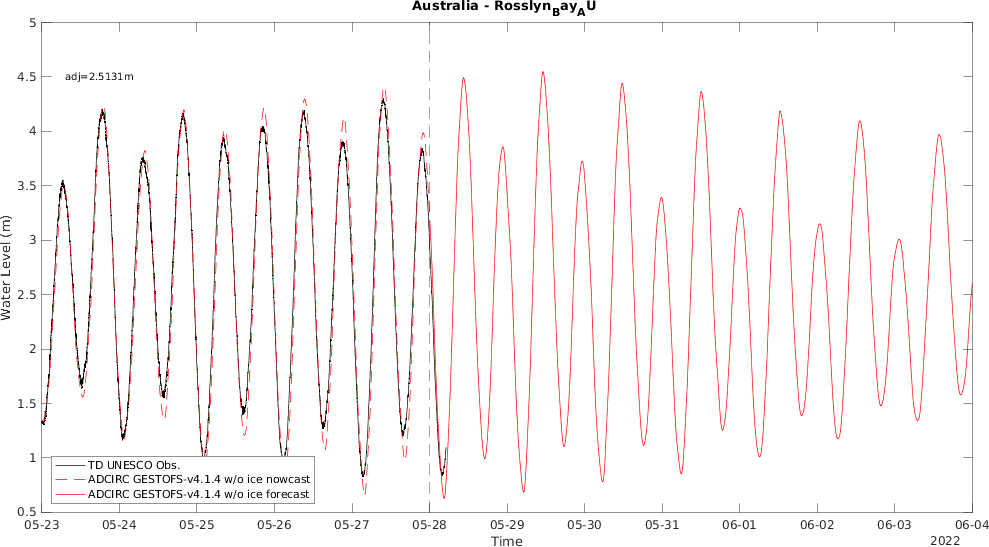 Australia - Rosslyn_Bay_AU
5
4.5
4
3.5
3
2.5
2
1.5
1
0.5
Water Level (m)
adj=2.5131m
TD UNESCO Obs.
ADCIRC GESTOFS-v4.1.4 w/o ice nowcast
ADCIRC GESTOFS-v4.1.4 w/o ice forecast
05-23 05-24 05-25 05-26 05-27 05-28 05-29 05-30 05-31 06-01 06-02 06-03 06-04
Time
2022